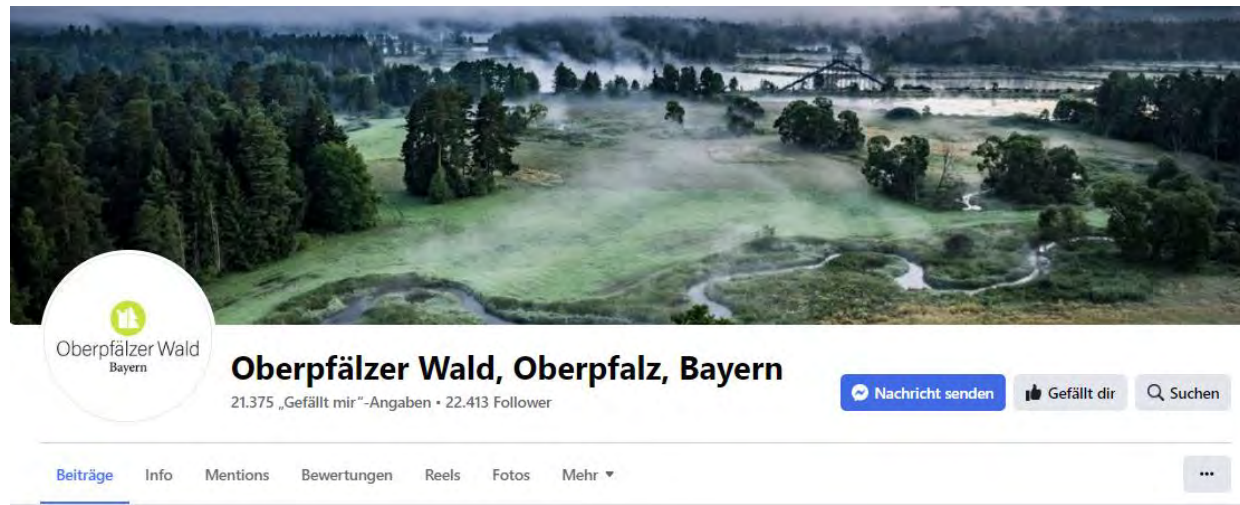 Oberpfälzer Wald
Bayern
Oberpfälzer Wald, Oberpfalz, Bayern
21.375 „Gefällt mir“-Angaben • 22.413 Follower
Nachricht senden
Gefällt dir
Suchen
Beiträge Info Mentions Bewertungen Reels Fotos Mehr